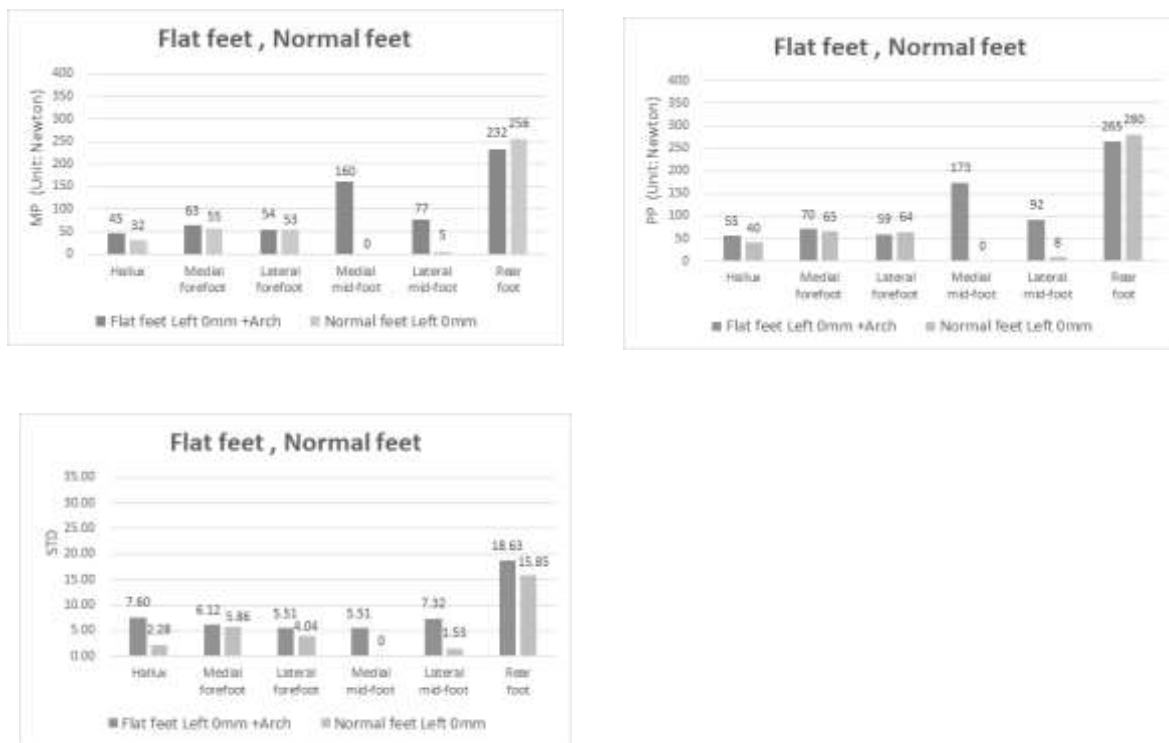 Flat feet , Normal feet
MP (Unit: Newton)
400
350
300
250
200
150
100
50
0
45
32
63
55
54
53
160
0
77
5
232
256
Hallux
Medial
forefoot
Lateral
forefoot
Medial
mid-foot
Lateral
mid-foot
Rear
foot
Flat feet Left 0mm +Arch
Normal feet Left 0mm
Flat feet , Normal feet
PP (Unit: Newton)
400
350
300
250
200
150
100
50
0
55
40
70
65
59
64
173
0
92
8
265
280
Hallux
Medial
forefoot
Lateral
forefoot
Medial
mid-foot
Lateral
mid-foot
Rear
foot
Flat feet Left 0mm +Arch
Normal feet Left 0mm
Flat feet , Normal feet
STD
35.00
30.00
25.00
20.00
15.00
10.00
5.00
0.00
7.60
2.28
6.12
5.86
5.51
4.04
5.51
0
7.32
1.53
18.63
15.85
Hallux
Medial
forefoot
Lateral
forefoot
Medial
mid-foot
Lateral
mid-foot
Rear
foot
Flat feet Left 0mm +Arch
Normal feet Left 0mm